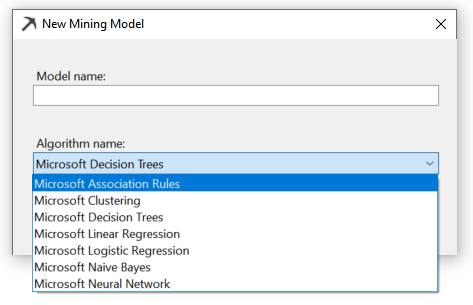 New Mining Model
Model name:
Algorithm name:
Microsoft Decision Trees
Microsoft Association Rules
Microsoft Clustering
Microsoft Decision Trees
Microsoft Linear Regression
Microsoft Logistic Regression
Microsoft Naive Bayes
Microsoft Neural Network